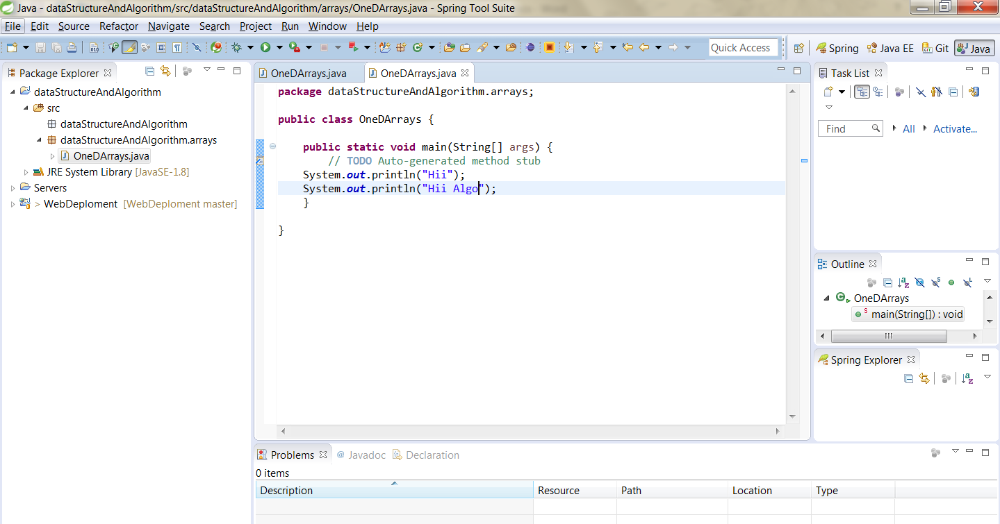 Java - dataStructureAndAlgorithm/src/dataStructureAndAlgorithm/arrays/OneDArrays.java - Spring Tool Suite
File Edit Source Refactor Navigate Search Project Run Window Help
Quick Access
Spring Java EE Git Java
Package Explorer
dataStructureAndAlgorithm
src
dataStructureAndAlgorithm
dataStructureAndAlgorithm.arrays
OneDArrays.java
JRE System Library [JavaSE-1.8]
Servers
> WebDeploment [WebDeploment master]
OneDArrays.java OneDArrays.java
package dataStructureAndAlgorithm.arrays;
public class OneDArrays {
public static void main(String[] args) {
// TODO Auto-generated method stub
System.out.println("Hii");
System.out.println("Hii Algo");
}
}
Task List
Find All Activate...
Outline
OneDArrays
main(String[]) : void
Spring Explorer
Problems @ Javadoc Declaration
0 items
Description Resource Path Location Type